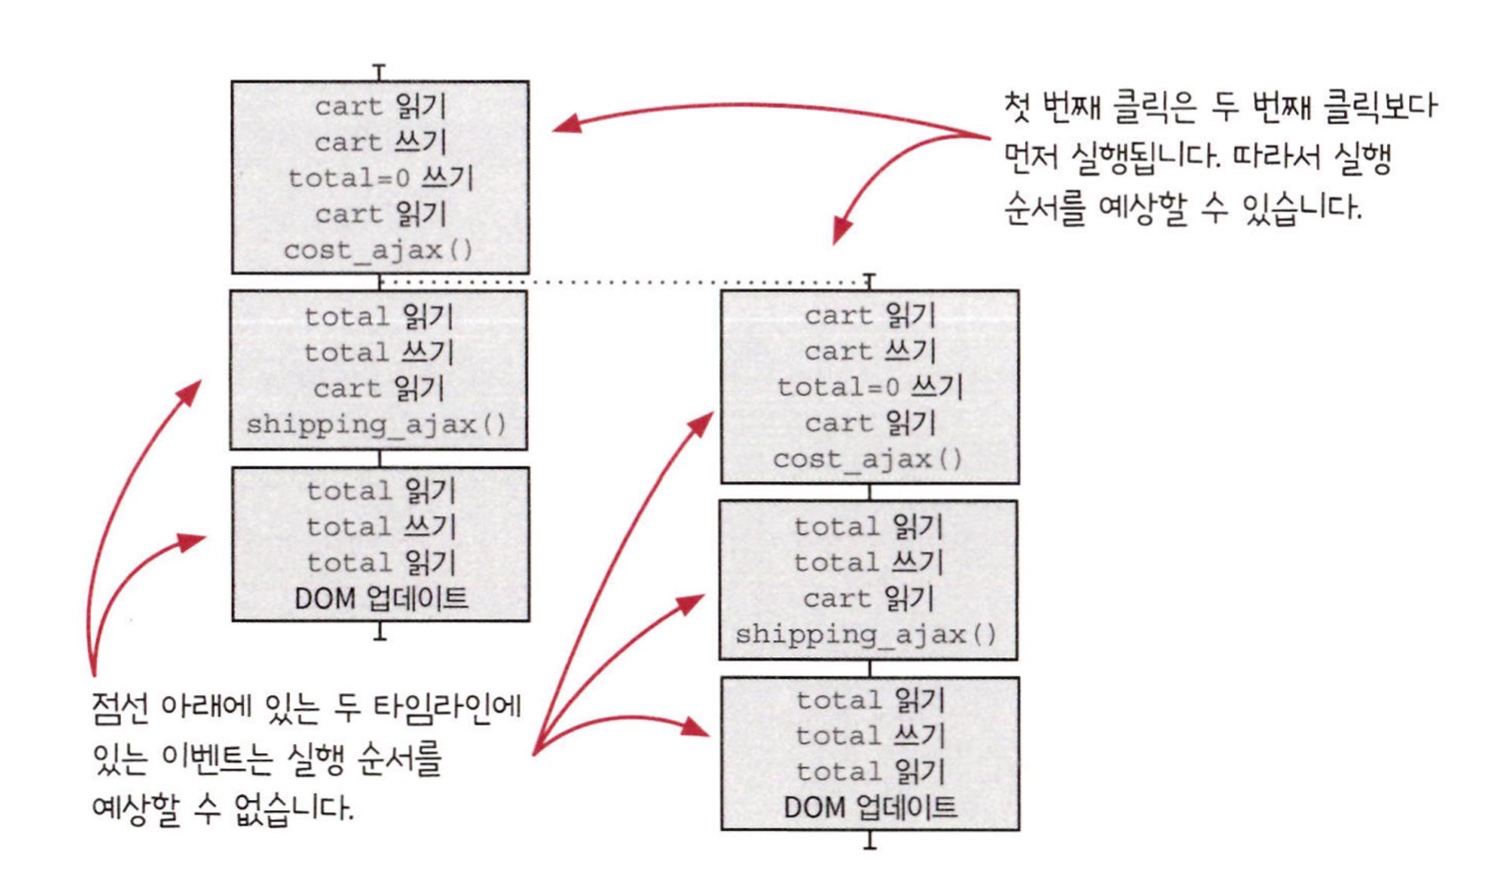 cart 읽기
cart 쓰기
total=0 쓰기
cart 읽기
cost_ajax()
total 읽기
total 쓰기
cart 읽기
shipping_ajax()
total 읽기
total 쓰기
total 읽기
DOM 업데이트
첫 번째 클릭은 두 번째 클릭보다
먼저 실행됩니다. 따라서 실행
순서를 예상할 수 있습니다.
cart 읽기
cart 쓰기
total=0 쓰기
cart 읽기
cost_ajax()
total 읽기
total 쓰기
cart 읽기
shipping_ajax()
total 읽기
total 쓰기
total 읽기
DOM 업데이트
점선 아래에 있는 두 타임라인에
있는 이벤트는 실행 순서를
예상할 수 없습니다.